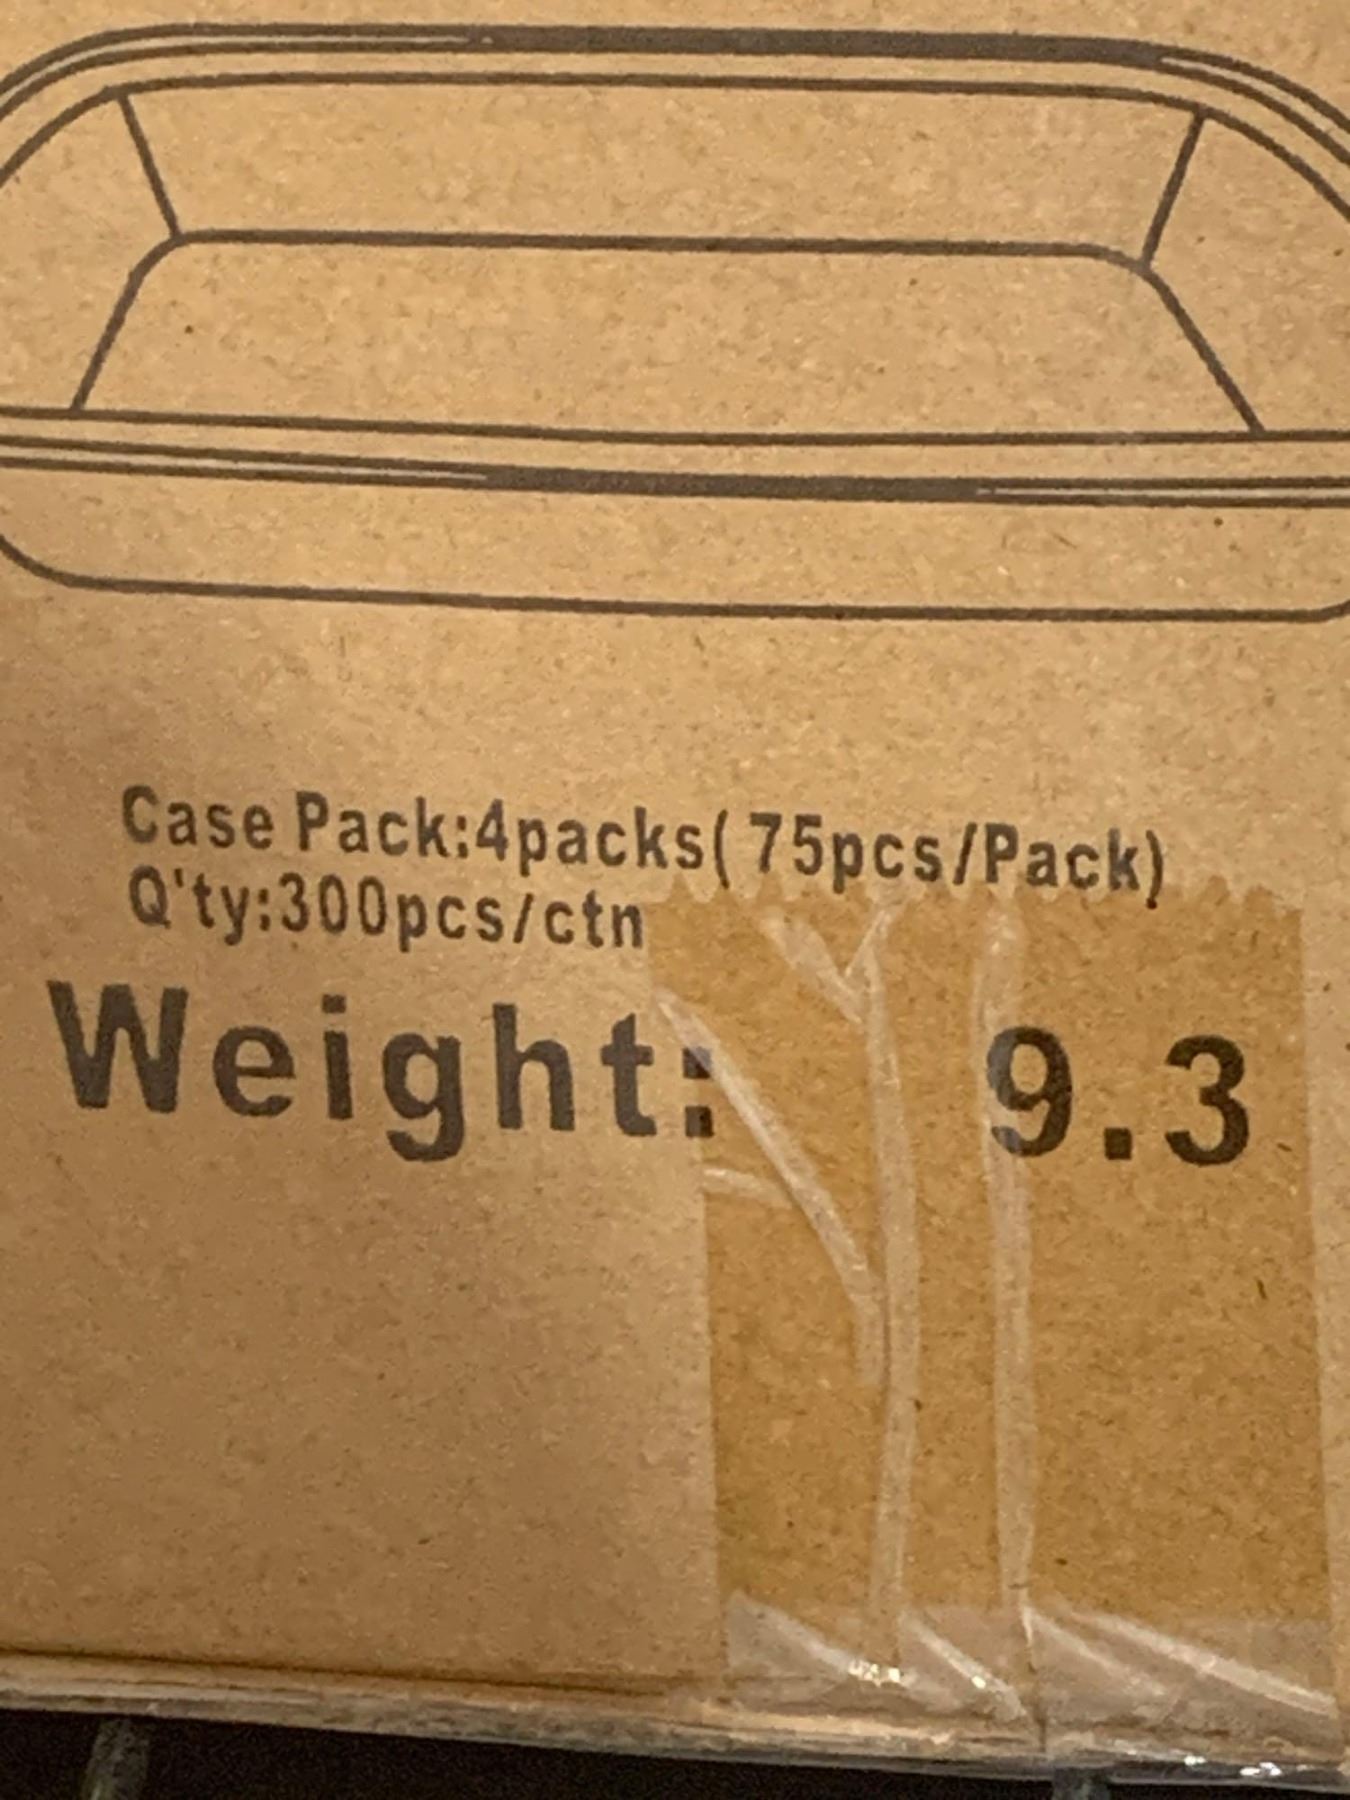 Case Pack:4packs( 75pcs/Pack)
Q'ty:300pcs/ctn
Weight: 9.3